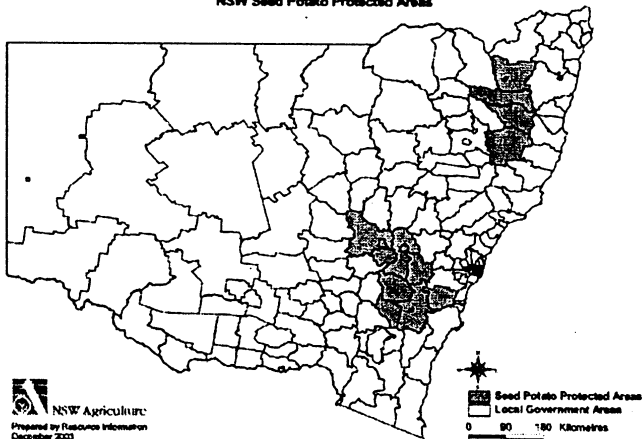 NSW Seed Potato Protected Areas
N
Seed Potato Protected Areas
Local Government Areas
0 90 180 Kilometres
NSW Agriculture
Prepared by Resource Information
December 2003